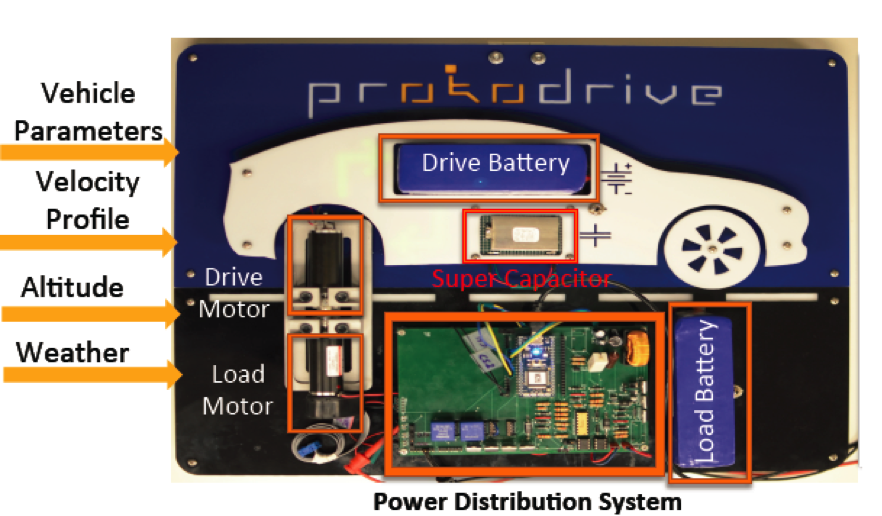 prokodrive
Vehicle
Parameters
Velocity
Profile
Altitude
Weather
Drive Battery
Super Capacitor
Drive
Motor
Load
Motor
Load Battery
Power Distribution System